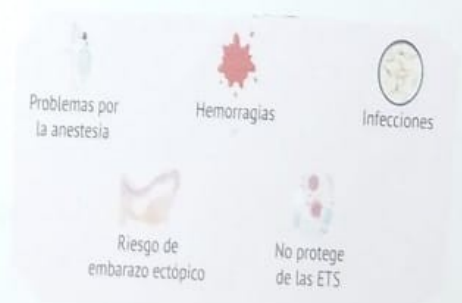 Problemas por
la anestesia
Hemorragias
Infecciones
Riesgo de
embarazo ectópico
No protege
de las ETS